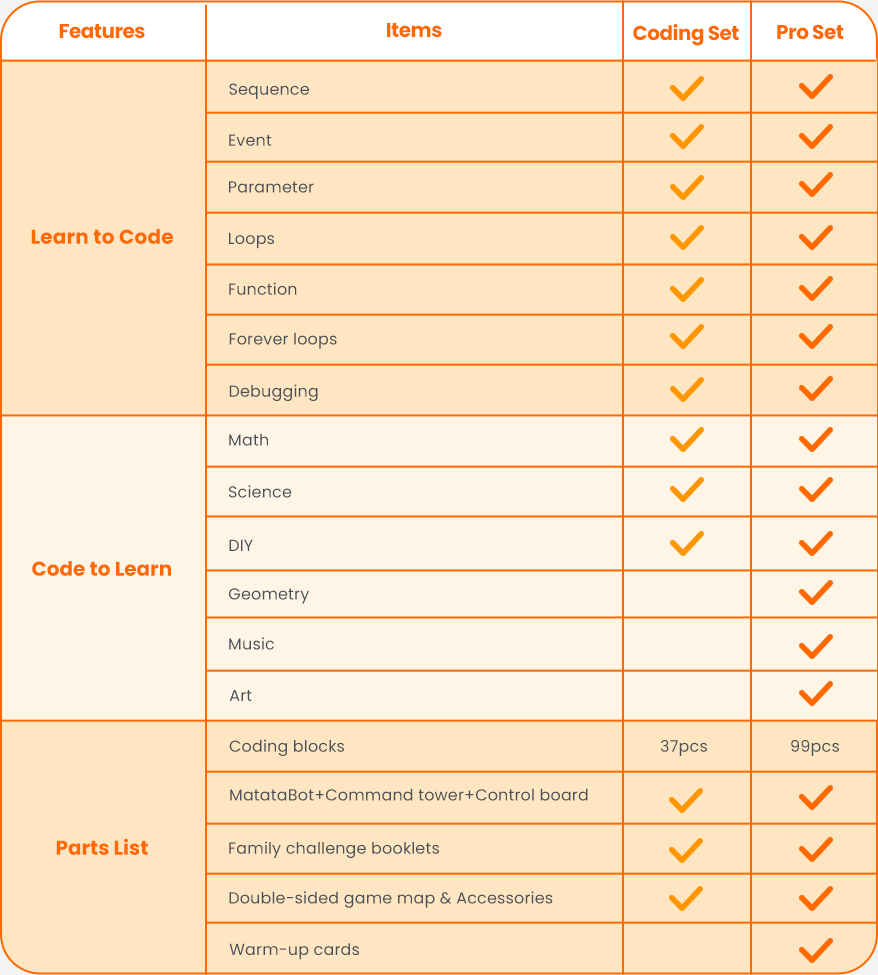 Features Items Coding Set Pro Set
Learn to Code
Sequence
Event
Parameter
Loops
Function
Forever loops
Debugging
Code to Learn
Math
Science
DIY
Geometry
Music
Art
Parts List
Coding blocks 37pcs 99pcs
MatataBot+Command tower+Control board
Family challenge booklets
Double-sided game map & Accessories
Warm-up cards